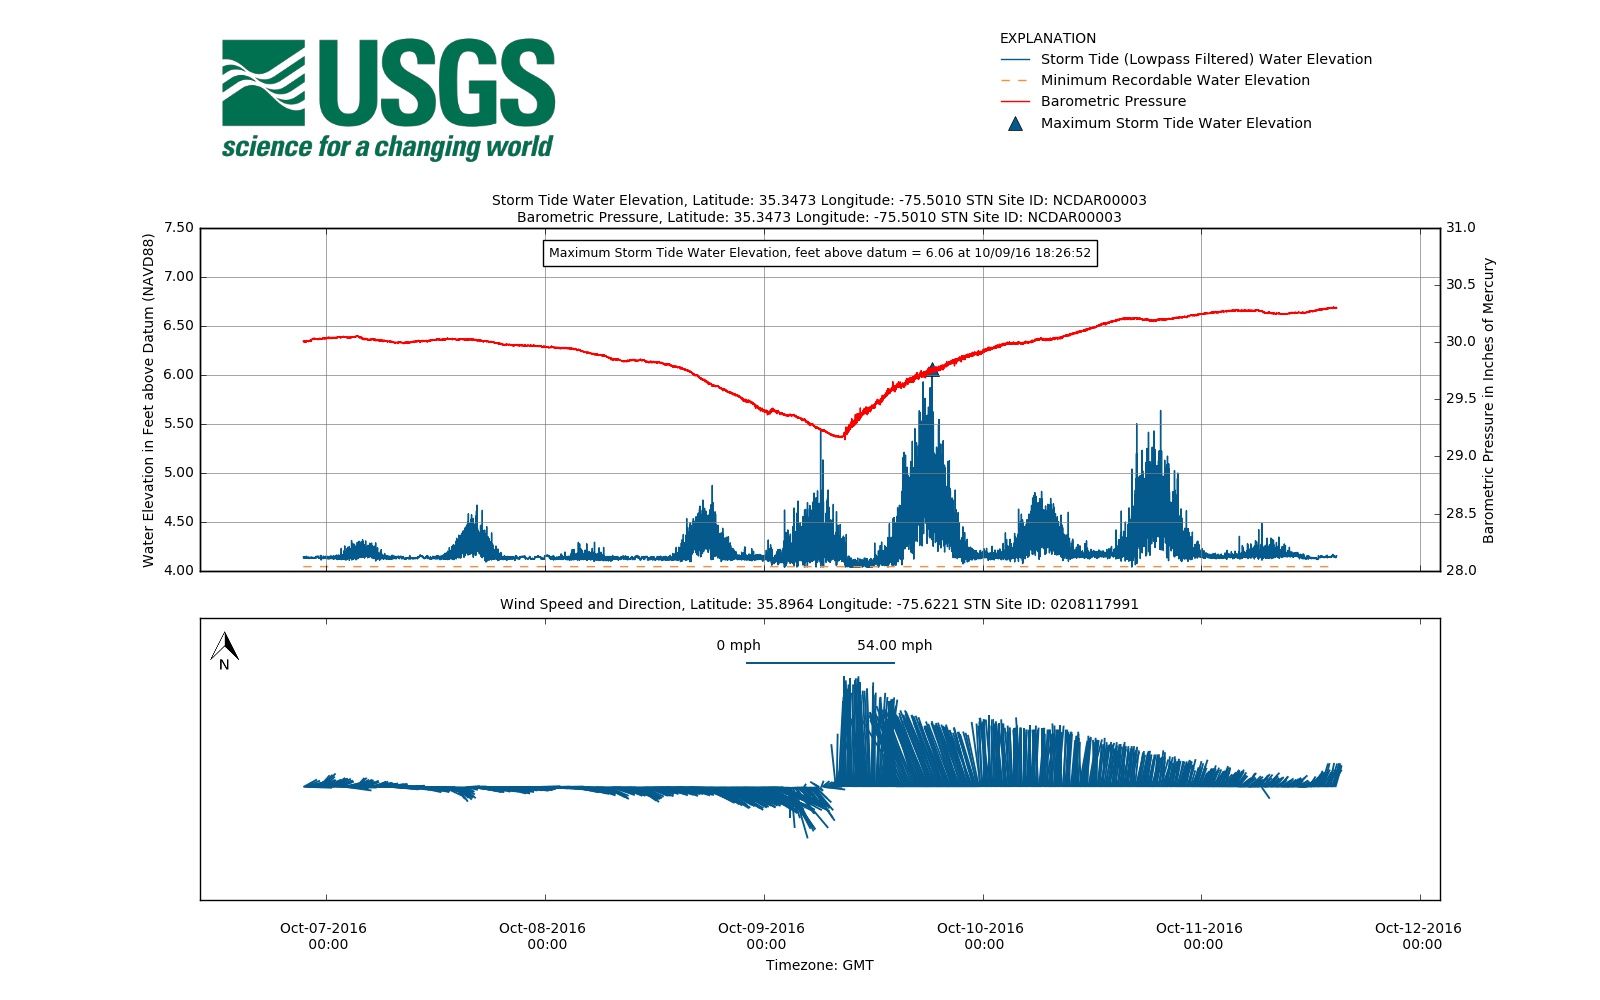 USGS
science for a changing world
EXPLANATION
Storm Tide (Lowpass Filtered) Water Elevation
Minimum Recordable Water Elevation
Barometric Pressure
Maximum Storm Tide Water Elevation
Storm Tide Water Elevation, Latitude: 35.3473 Longitude: -75.5010 STN Site ID: NCDAR00003
Barometric Pressure, Latitude: 35.3473 Longitude: -75.5010 STN Site ID: NCDAR00003
Maximum Storm Tide Water Elevation, feet above datum = 6.06 at 10/09/16 18:26:52
Water Elevation in Feet above Datum (NAVD88)
7.50
7.00
6.50
6.00
5.50
5.00
4.50
4.00
31.0
30.5
30.0
29.5
29.0
28.5
28.0
Barometric Pressure in Inches of Mercury
Wind Speed and Direction, Latitude: 35.8964 Longitude: -75.6221 STN Site ID: 0208117991
N
0 mph 54.00 mph
Oct-07-2016 Oct-08-2016 Oct-09-2016 Oct-10-2016 Oct-11-2016 Oct-12-2016
00:00 00:00 00:00 00:00 00:00 00:00
Timezone: GMT